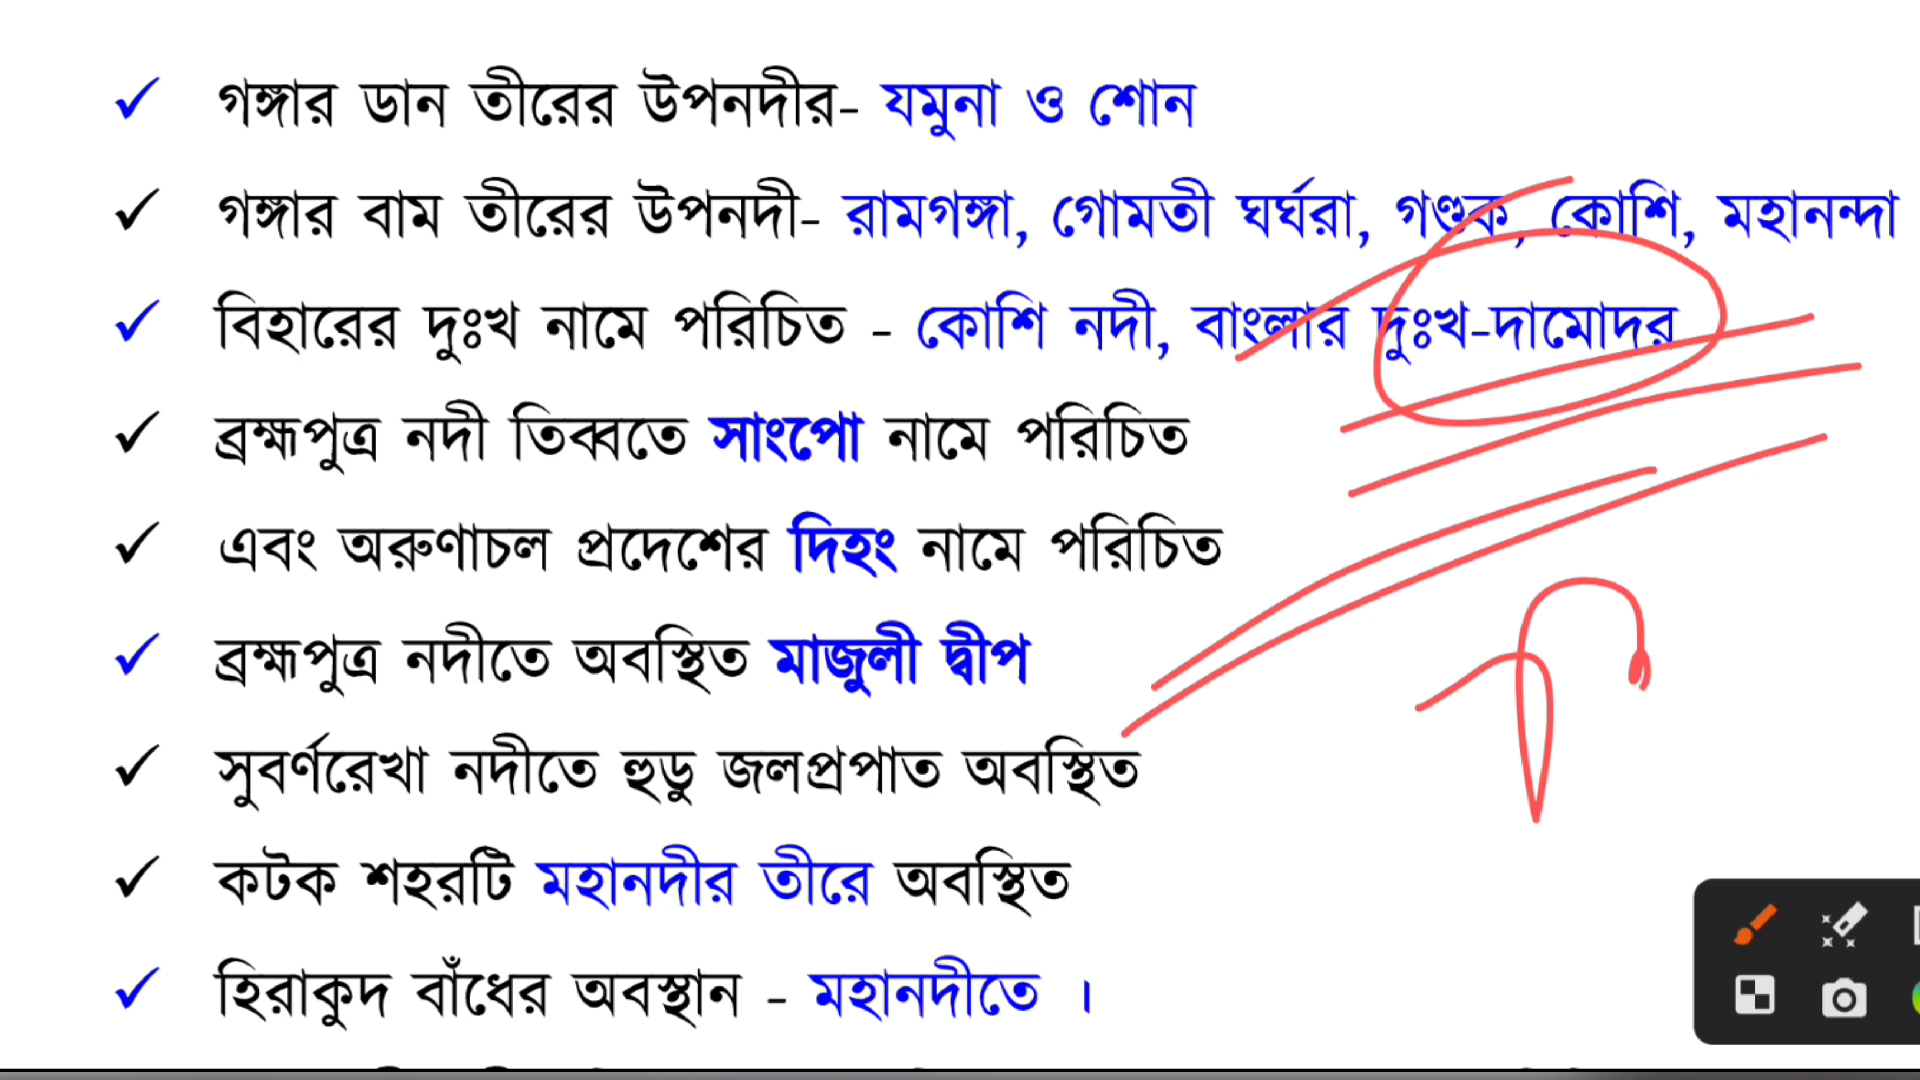 গঙ্গার ডান তীরের উপনদীর- যমুনা ও শোন
গঙ্গার বাম তীরের উপনদী- রামগঙ্গা, গোমতী ঘর্ঘরা, গণ্ডক, কোশি, মহানন্দা
বিহারের দুঃখ নামে পরিচিত - কোশি নদী, বাংলার দুঃখ-দামোদর
ব্রহ্মপুত্র নদী তিব্বতে সাংপো নামে পরিচিত
এবং অরুণাচল প্রদেশের দিহং নামে পরিচিত
ব্রহ্মপুত্র নদীতে অবস্থিত মাজুলী দ্বীপ
সুবর্ণরেখা নদীতে হুডু জলপ্রপাত অবস্থিত
কটক শহরটি মহানদীর তীরে অবস্থিত
হিরাকুদ বাঁধের অবস্থান - মহানদীতে ।